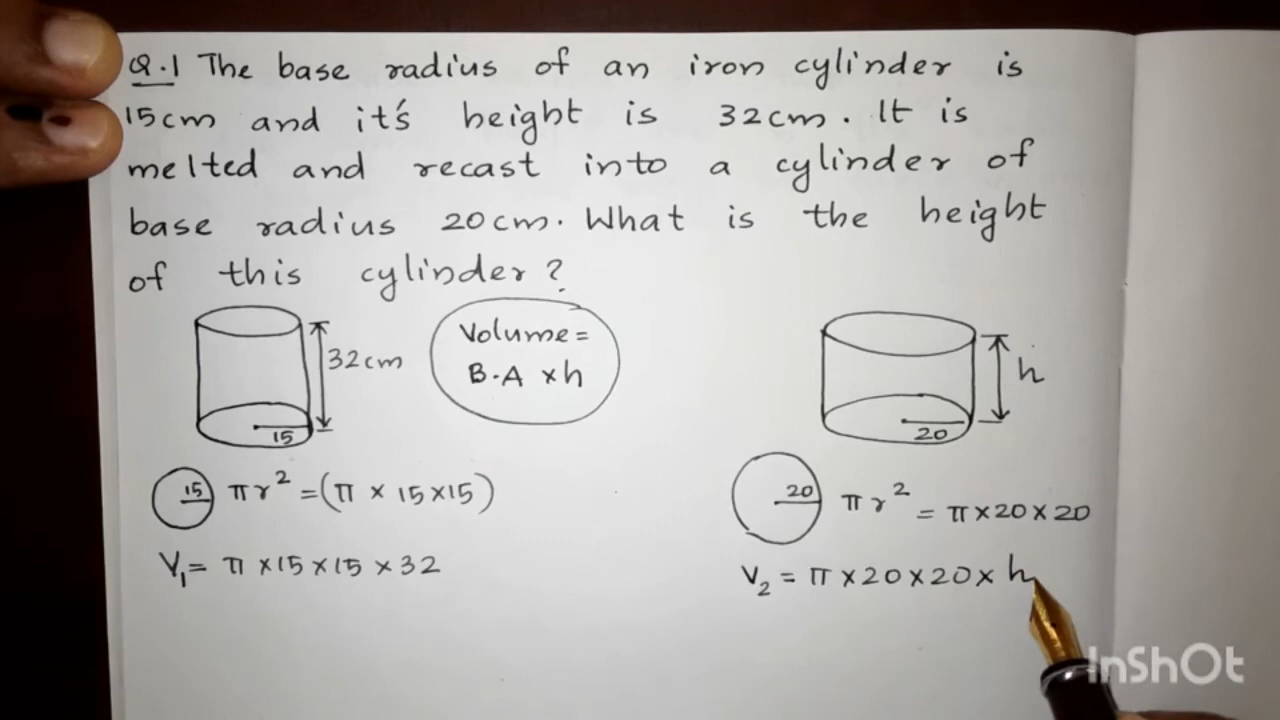 Q.1 The base radius of an iron cylinder is
15cm and it's height is 32cm. It is
melted and recast into a cylinder of
base radius 20cm. What is the height
of this cylinder?
Volume =
B.A × h
32cm
15
h
20
15 πr² = (π × 15 × 15)
20 πr² = π × 20 × 20
V₁ = π × 15 × 15 × 32
V₂ = π × 20 × 20 × h
InShOt